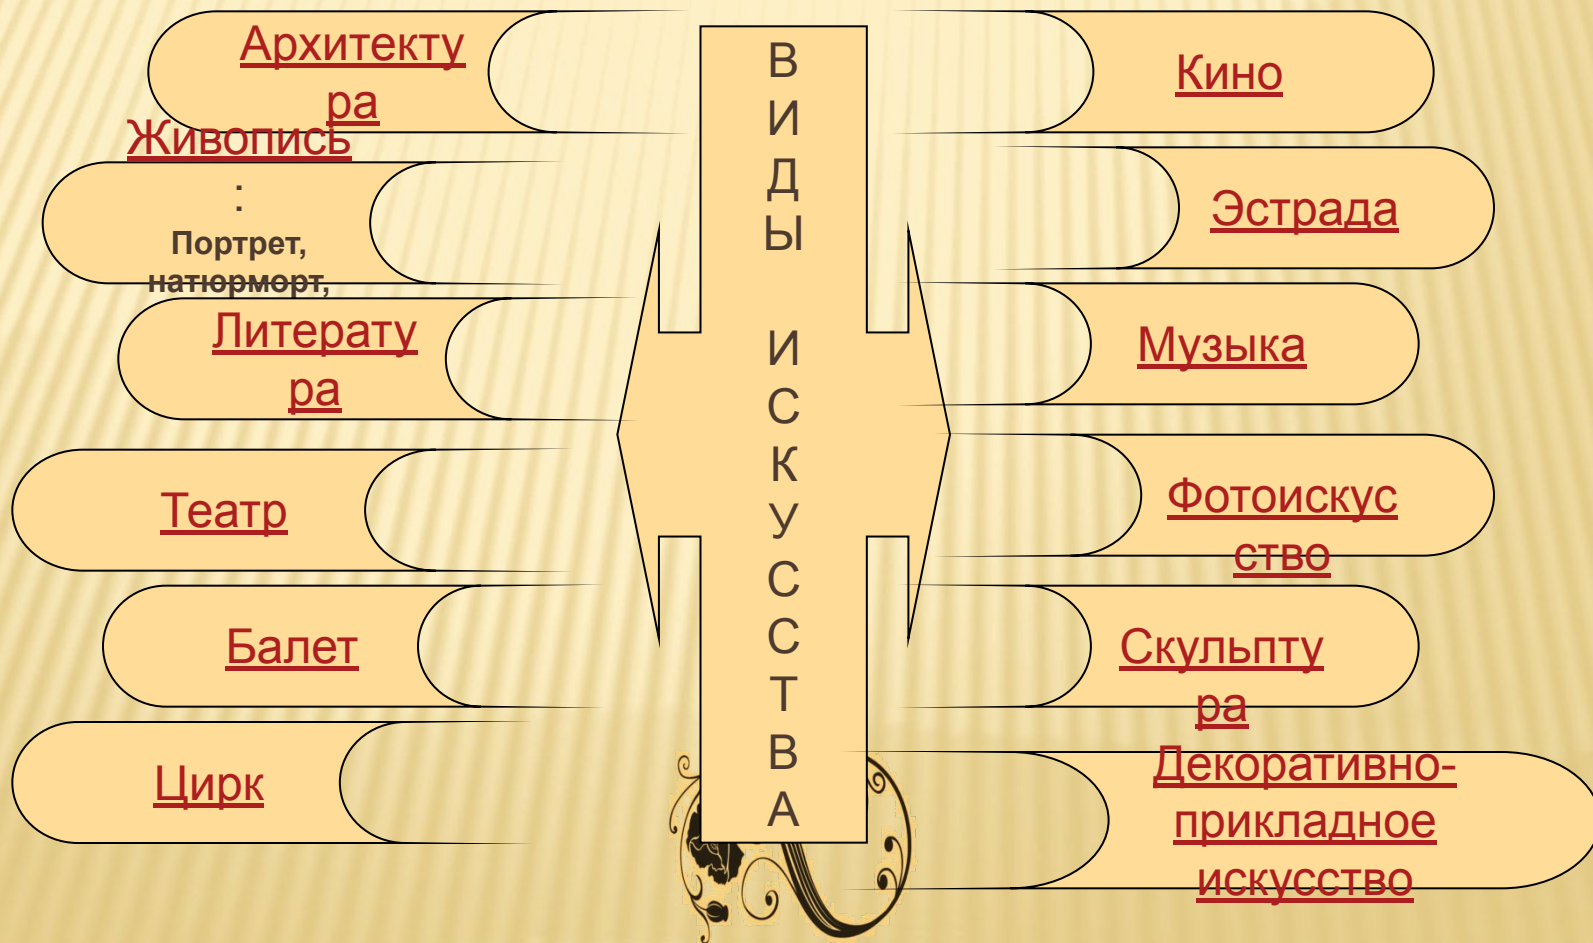 Архитекту
ра
Живопись
:
Портрет,
натюрморт,
Литерату
ра
Театр
Балет
Цирк
В
И
Д
Ы
И
С
К
У
С
С
Т
В
А
Кино
Эстрада
Музыка
Фотоискус
ство
Скульпту
ра
Декоративно-
прикладное
искусство